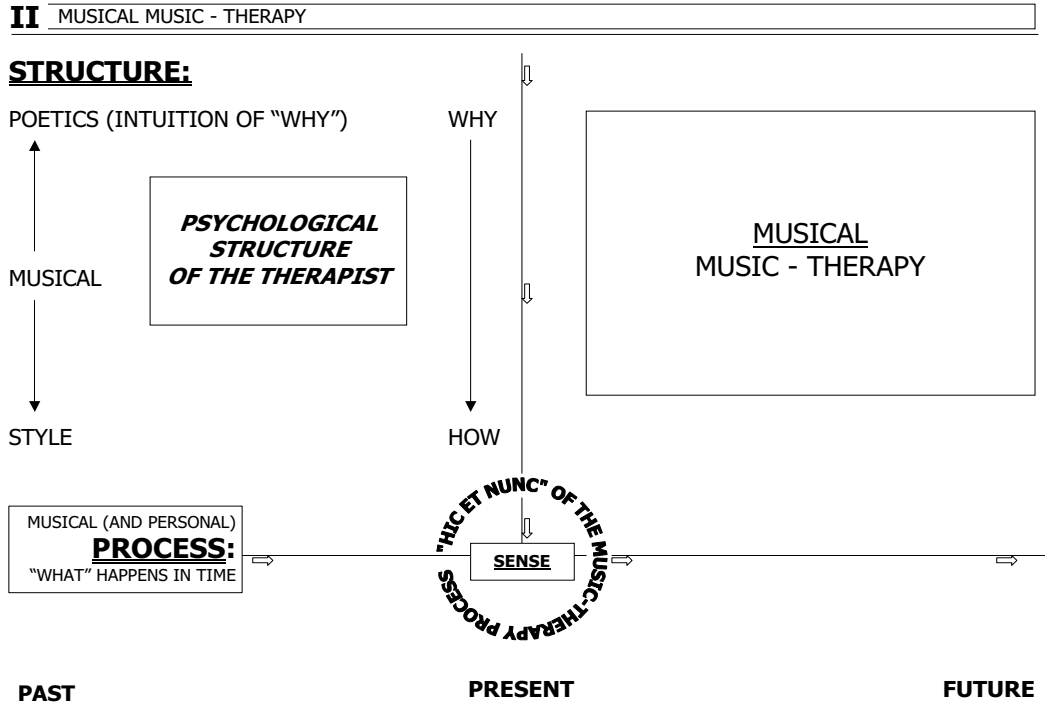 II MUSICAL MUSIC - THERAPY
STRUCTURE:
POETICS (INTUITION OF “WHY”) WHY
PSYCHOLOGICAL
STRUCTURE
OF THE THERAPIST
MUSICAL
MUSICAL
MUSIC - THERAPY
STYLE HOW
MUSICAL (AND PERSONAL)
PROCESS:
“WHAT” HAPPENS IN TIME
"HIC ET NUNC" OF THE MUSIC-THERAPY PROCESS
SENSE
PAST PRESENT FUTURE